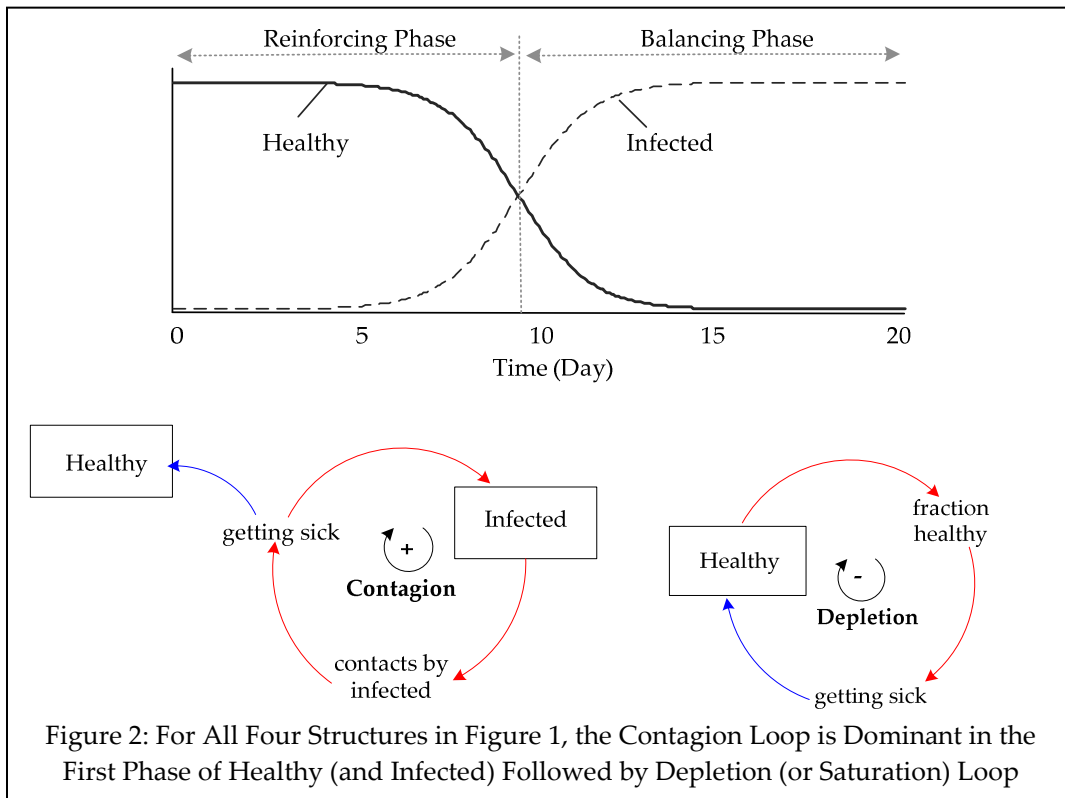 Reinforcing Phase
Balancing Phase
Healthy
Infected
0
5
10
15
20
Time (Day)
Healthy
getting sick
Infected
+
Contagion
contacts by
infected
fraction
healthy
Healthy
-
Depletion
getting sick
Figure 2: For All Four Structures in Figure 1, the Contagion Loop is Dominant in the
First Phase of Healthy (and Infected) Followed by Depletion (or Saturation) Loop